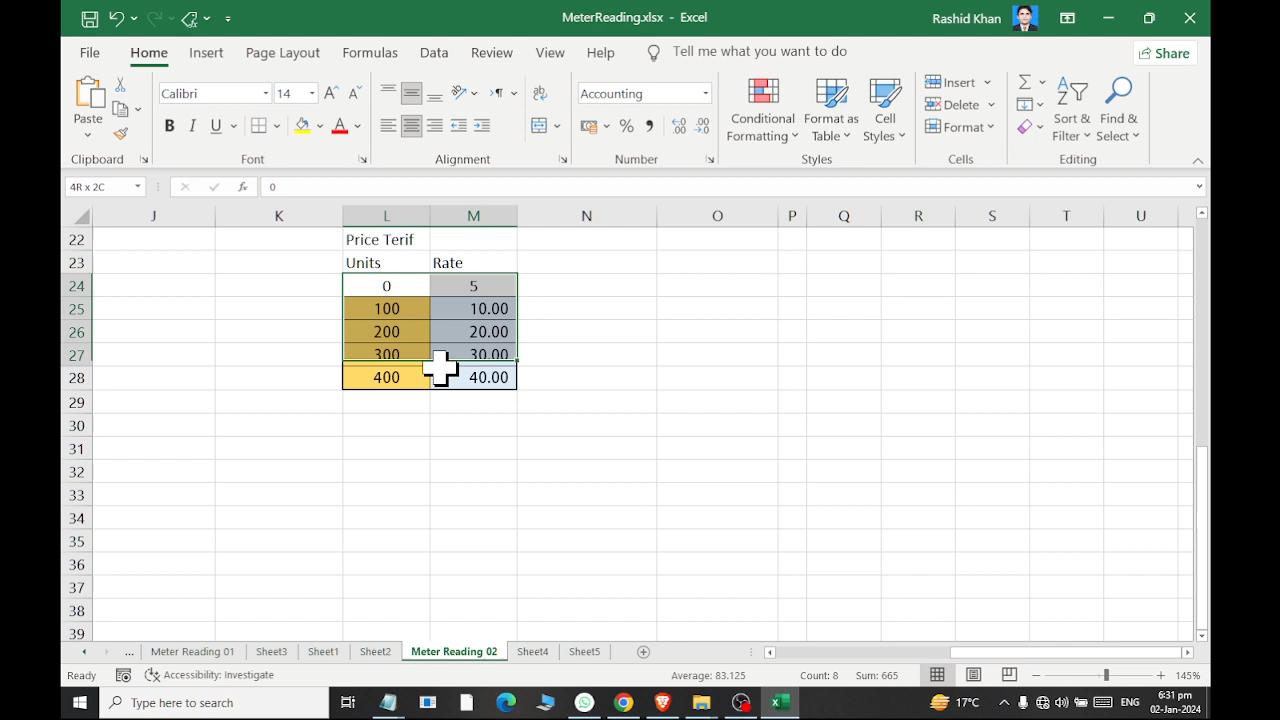 MeterReading.xlsx - Excel
Rashid Khan
File Home Insert Page Layout Formulas Data Review View Help Tell me what you want to do Share
Calibri 14
Accounting
Paste
B I U A
% ,
Conditional Formatting
Format as Table
Cell Styles
Insert
Delete
Format
Sort & Filter
Find & Select
Clipboard Font Alignment Number Styles Cells Editing
4R x 2C fx 0
J K L M N O P Q R S T U
22 Price Terif
23 Units Rate
24 0 5
25 100 10.00
26 200 20.00
27 300 30.00
28 400 40.00
29
30
31
32
33
34
35
36
37
38
39
... Meter Reading 01 Sheet3 Sheet1 Sheet2 Meter Reading 02 Sheet4 Sheet5
Ready Accessibility: Investigate Average: 83.125 Count: 8 Sum: 665 145%
Type here to search 17°C ENG 6:31 pm
02-Jan-2024